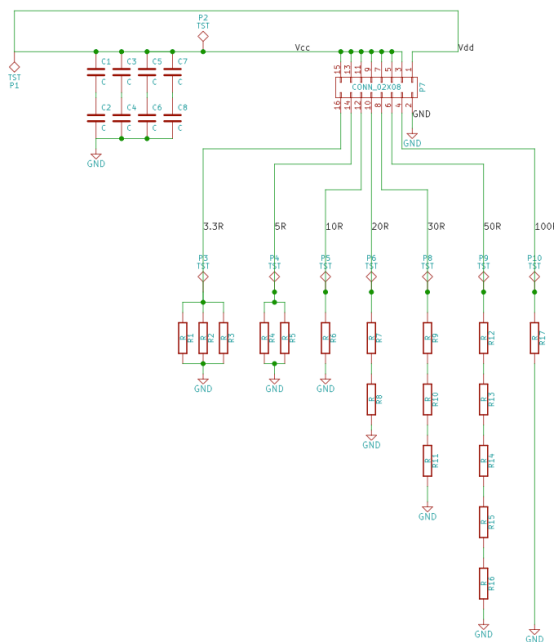 P2
TST
Vcc
Vdd
TST
P1
C1
C
C3
C
C5
C
C7
C
C2
C
C4
C
C6
C
C8
C
GND
15
13
11
9
7
5
3
1
CONN_02X08
P7
16
14
12
10
8
6
4
2
GND
GND
3.3R
5R
10R
20R
30R
50R
100R
P3
TST
P4
TST
P5
TST
P6
TST
P8
TST
P9
TST
P10
TST
R
R1
R
R2
R
R3
R
R4
R
R5
R
R6
R
R7
R
R9
R
R12
R
R17
GND
GND
GND
R
R8
R
R10
R
R13
GND
R
R11
R
R14
GND
R
R15
R
R16
GND
GND